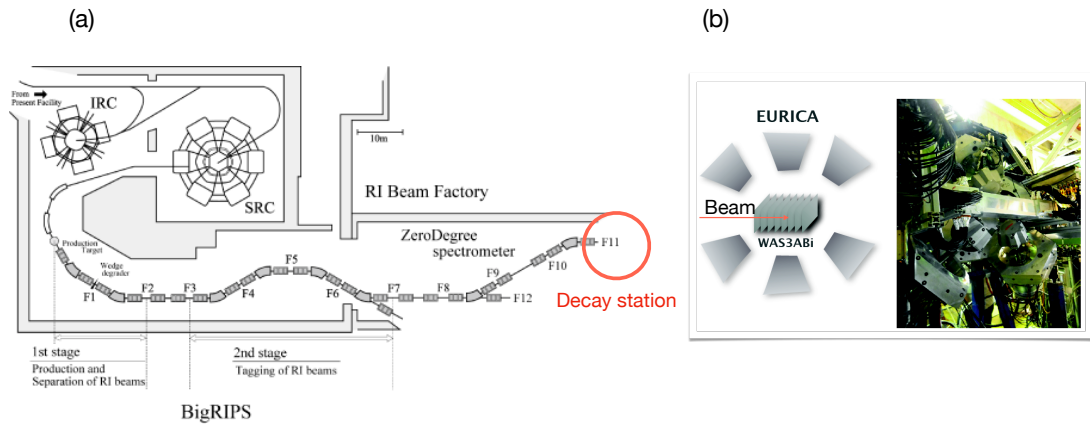 (a)
(b)
From
Present Facility
IRC
SRC
10m
RI Beam Factory
Production
Target
Wedge
degrader
ZeroDegree
spectrometer
F1
F2
F3
F4
F5
F6
F7
F8
F9
F10
F11
F12
Decay station
1st stage
Production and
Separation of RI beams
2nd stage
Tagging of RI beams
BigRIPS
EURICA
Beam
WAS3ABi